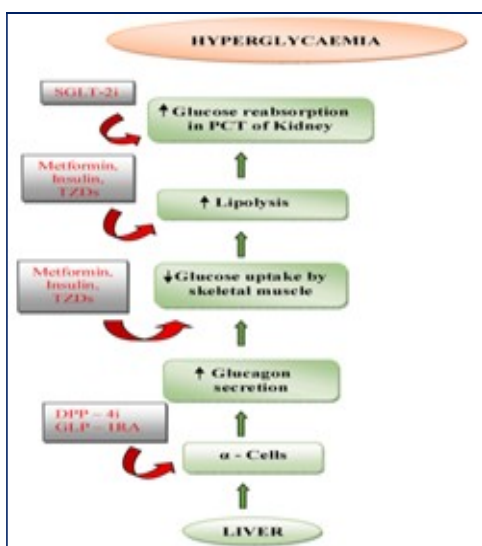 HYPERGLYCAEMIA
SGLT-2i
↑Glucose reabsorption
in PCT of Kidney
Metformin,
Insulin,
TZDs
↑ Lipolysis
Metformin,
Insulin,
TZDs
↓Glucose uptake by
skeletal muscle
↑ Glucagon
secretion
DPP – 4i
GLP – 1RA
α - Cells
LIVER